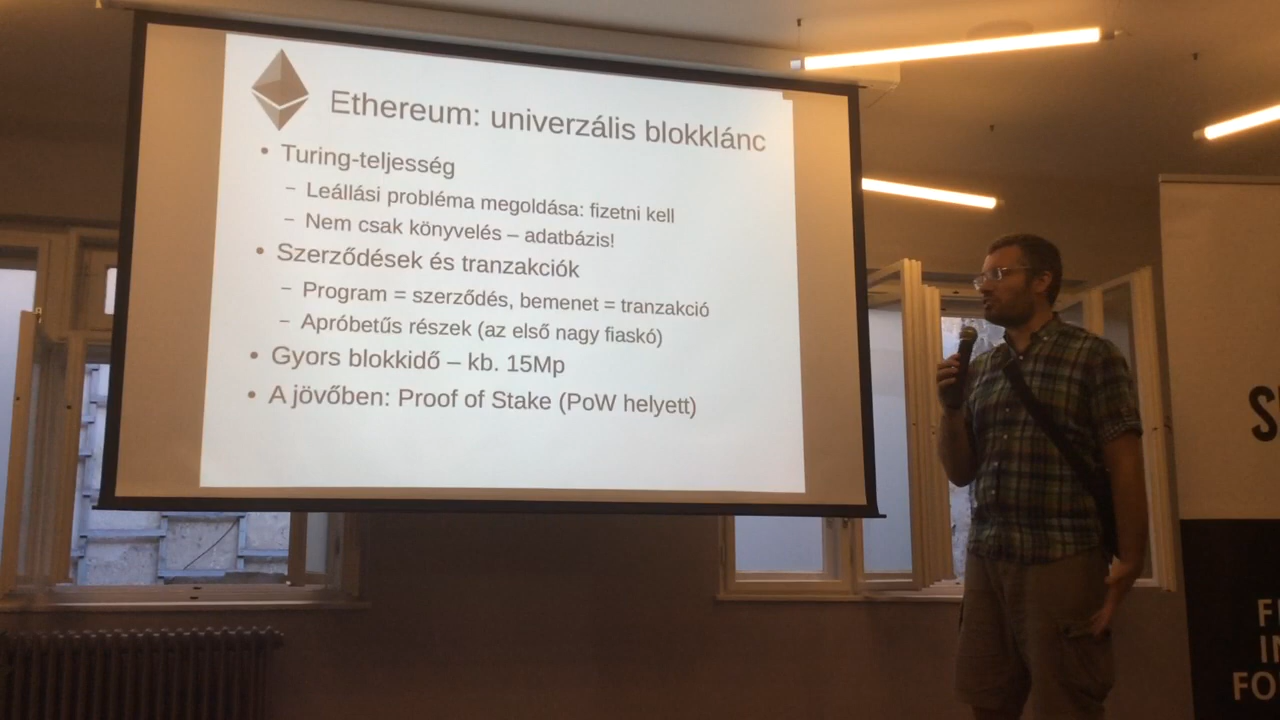 Ethereum: univerzális blokklánc
• Turing-teljesség
– Leállási probléma megoldása: fizetni kell
– Nem csak könyvelés – adatbázis!
• Szerződések és tranzakciók
– Program = szerződés, bemenet = tranzakció
– Apróbetűs részek (az első nagy fiaskó)
• Gyors blokkidő – kb. 15Mp
• A jövőben: Proof of Stake (PoW helyett)